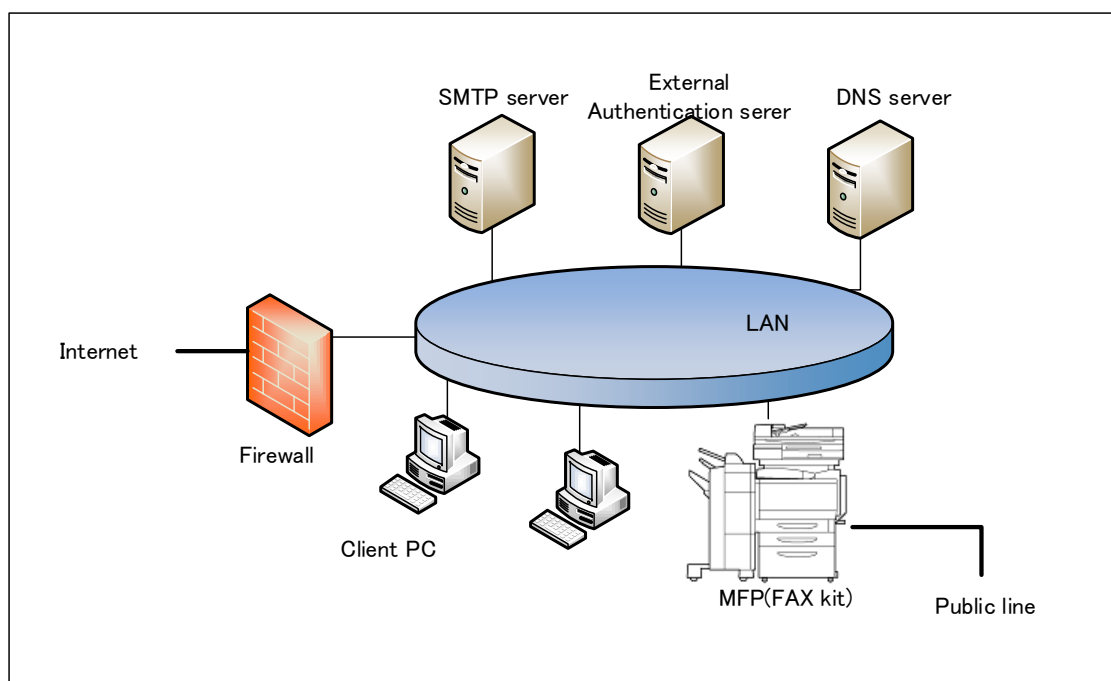 External
SMTP server
Authentication serer
DNS server
LAN
Internet
Firewall
Client PC
MFP(FAX kit)
Public line